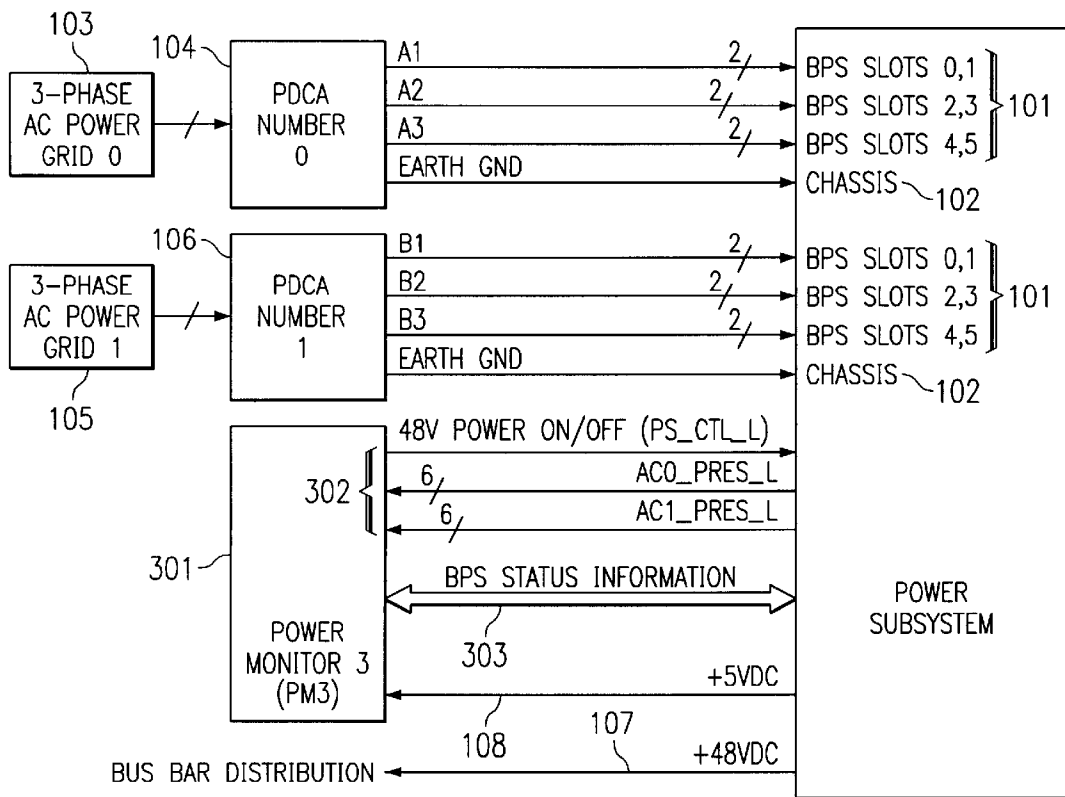 103
3-PHASE
AC POWER
GRID 0
104
PDCA
NUMBER
0
A1
2
A2
2
A3
2
EARTH GND
BPS SLOTS 0,1
BPS SLOTS 2,3
BPS SLOTS 4,5
101
CHASSIS
102
3-PHASE
AC POWER
GRID 1
105
106
PDCA
NUMBER
1
B1
2
B2
2
B3
2
EARTH GND
BPS SLOTS 0,1
BPS SLOTS 2,3
BPS SLOTS 4,5
101
CHASSIS
102
48V POWER ON/OFF (PS_CTL_L)
302
6
AC0_PRES_L
6
AC1_PRES_L
301
BPS STATUS INFORMATION
303
POWER
MONITOR 3
(PM3)
POWER
SUBSYSTEM
+5VDC
108
107
+48VDC
BUS BAR DISTRIBUTION